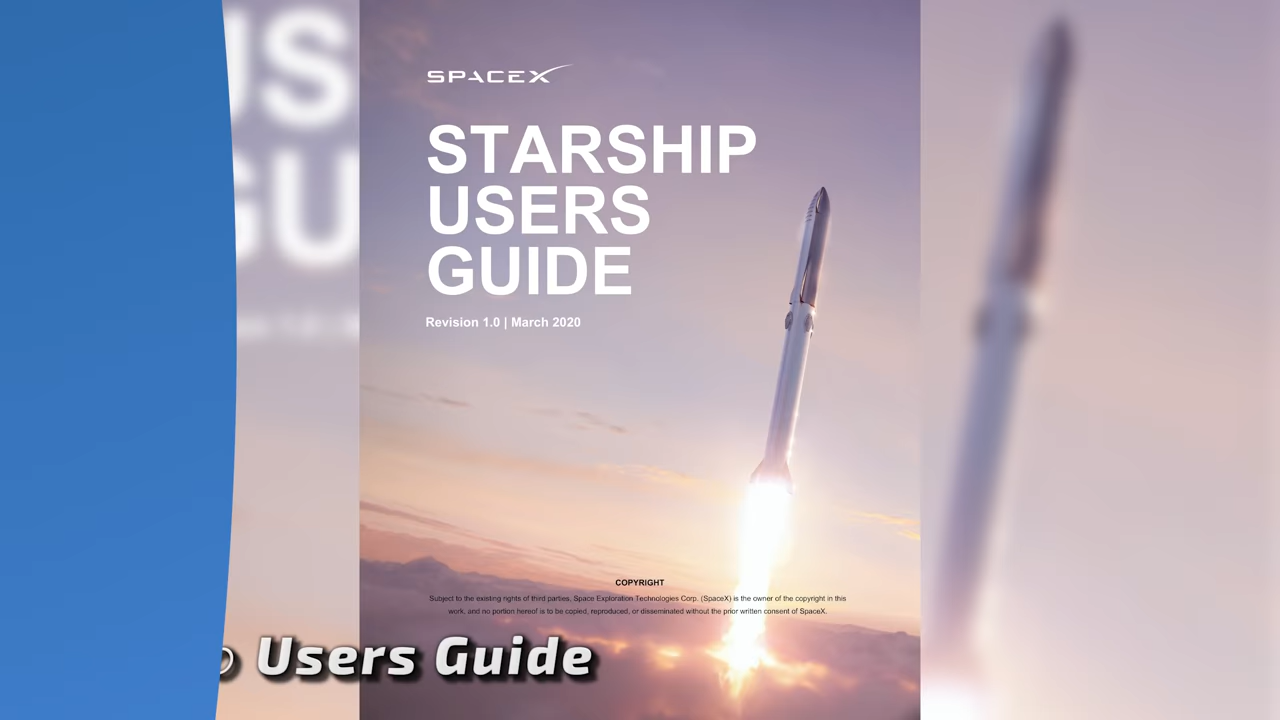 SPACEX
STARSHIP
USERS
GUIDE
Revision 1.0 | March 2020
COPYRIGHT
Subject to the existing rights of third parties, Space Exploration Technologies Corp. (SpaceX) is the owner of the copyright in this
work, and no portion hereof is to be copied, reproduced, or disseminated without the prior written consent of SpaceX.
Users Guide